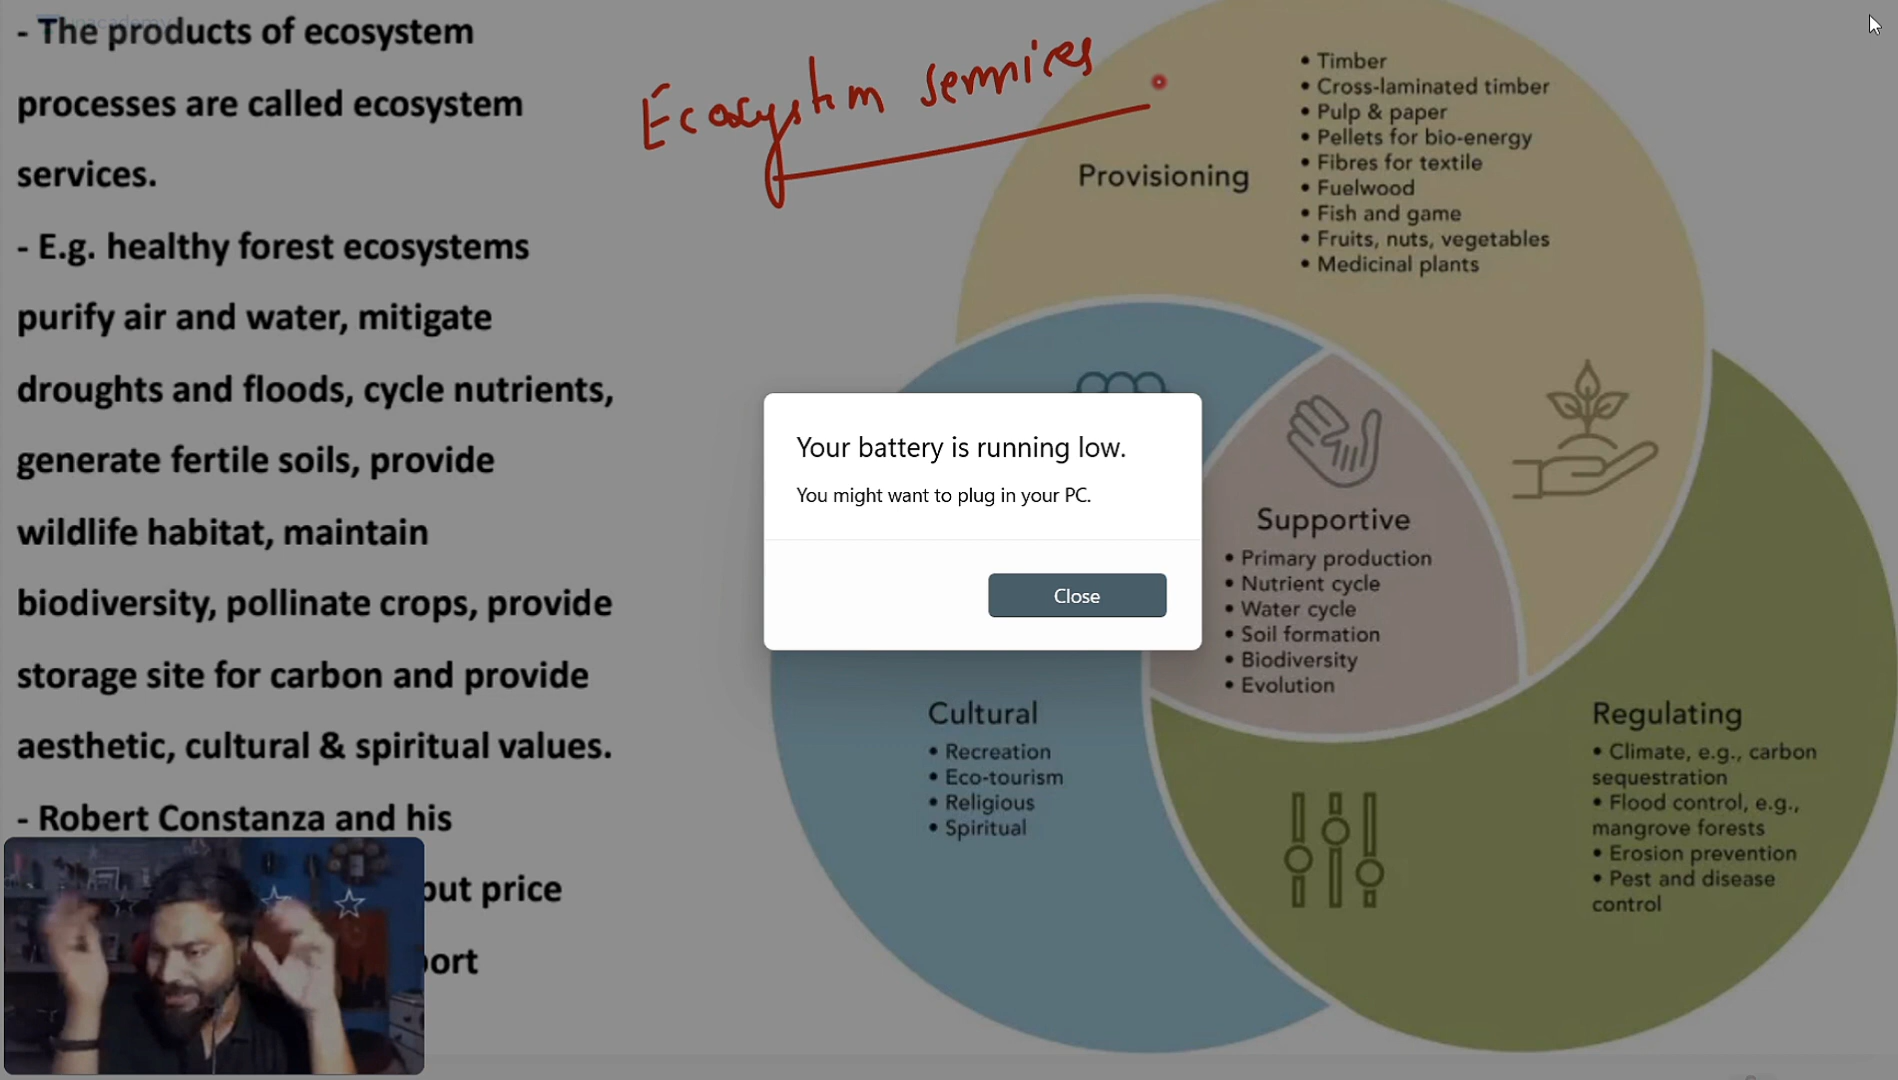 - The products of ecosystem
processes are called ecosystem
services.
- E.g. healthy forest ecosystems
purify air and water, mitigate
droughts and floods, cycle nutrients,
generate fertile soils, provide
wildlife habitat, maintain
biodiversity, pollinate crops, provide
storage site for carbon and provide
aesthetic, cultural & spiritual values.
- Robert Constanza and his
put price
port
Ecosystem services
Provisioning
• Timber
• Cross-laminated timber
• Pulp & paper
• Pellets for bio-energy
• Fibres for textile
• Fuelwood
• Fish and game
• Fruits, nuts, vegetables
• Medicinal plants
Your battery is running low.
You might want to plug in your PC.
Close
Supportive
• Primary production
• Nutrient cycle
• Water cycle
• Soil formation
• Biodiversity
• Evolution
Cultural
• Recreation
• Eco-tourism
• Religious
• Spiritual
Regulating
• Climate, e.g., carbon
sequestration
• Flood control, e.g.,
mangrove forests
• Erosion prevention
• Pest and disease
control